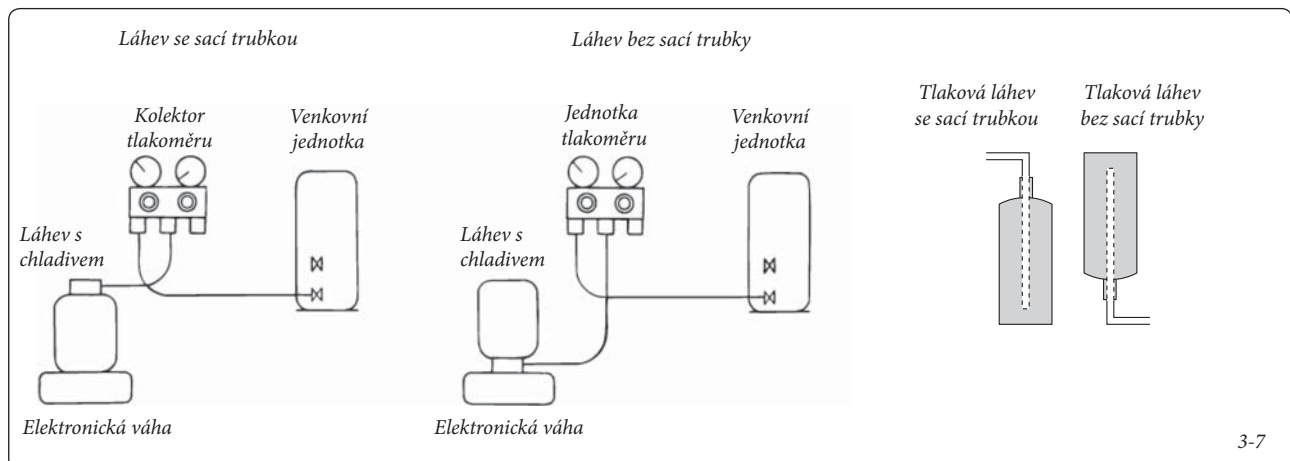 Láhev se sací trubkou
Kolektor
tlakoměru
Venkovní
jednotka
Láhev s
chladivem
Elektronická váha
Láhev bez sací trubky
Jednotka
tlakoměru
Venkovní
jednotka
Láhev s
chladivem
Elektronická váha
Tlaková láhev
se sací trubkou
Tlaková láhev
bez sací trubky
3-7